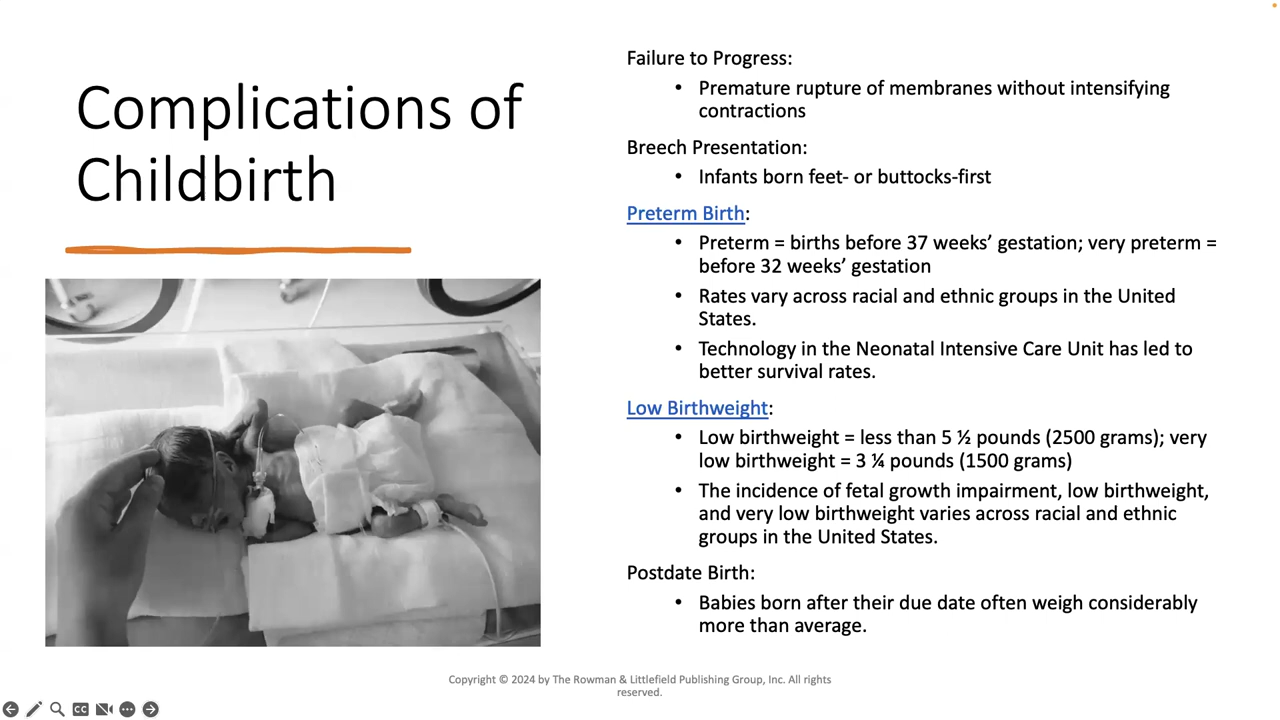 Complications of
Childbirth
Failure to Progress:
• Premature rupture of membranes without intensifying
contractions
Breech Presentation:
• Infants born feet- or buttocks-first
Preterm Birth:
• Preterm = births before 37 weeks’ gestation; very preterm =
before 32 weeks’ gestation
• Rates vary across racial and ethnic groups in the United
States.
• Technology in the Neonatal Intensive Care Unit has led to
better survival rates.
Low Birthweight:
• Low birthweight = less than 5 ½ pounds (2500 grams); very
low birthweight = 3 ¼ pounds (1500 grams)
• The incidence of fetal growth impairment, low birthweight,
and very low birthweight varies across racial and ethnic
groups in the United States.
Postdate Birth:
• Babies born after their due date often weigh considerably
more than average.
Copyright © 2024 by The Rowman & Littlefield Publishing Group, Inc. All rights
reserved.
CC